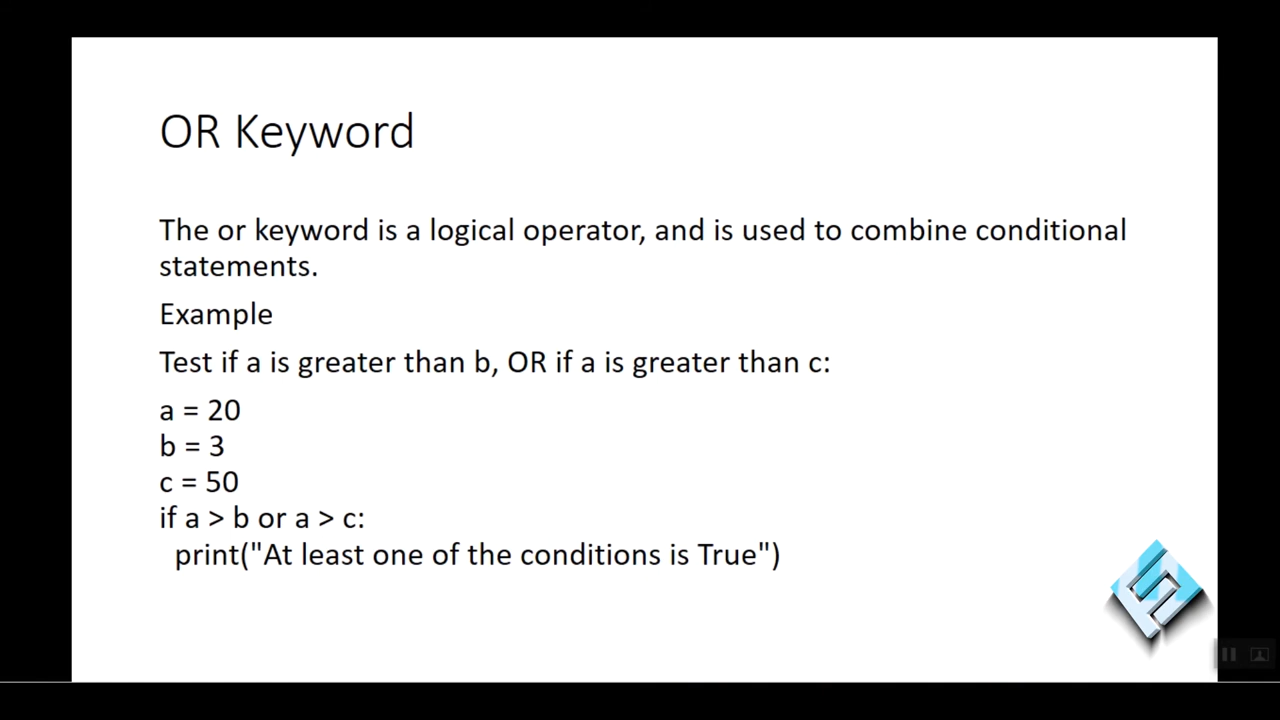 OR Keyword
The or keyword is a logical operator, and is used to combine conditional
statements.
Example
Test if a is greater than b, OR if a is greater than c:
a = 20
b = 3
c = 50
if a > b or a > c:
  print("At least one of the conditions is True")